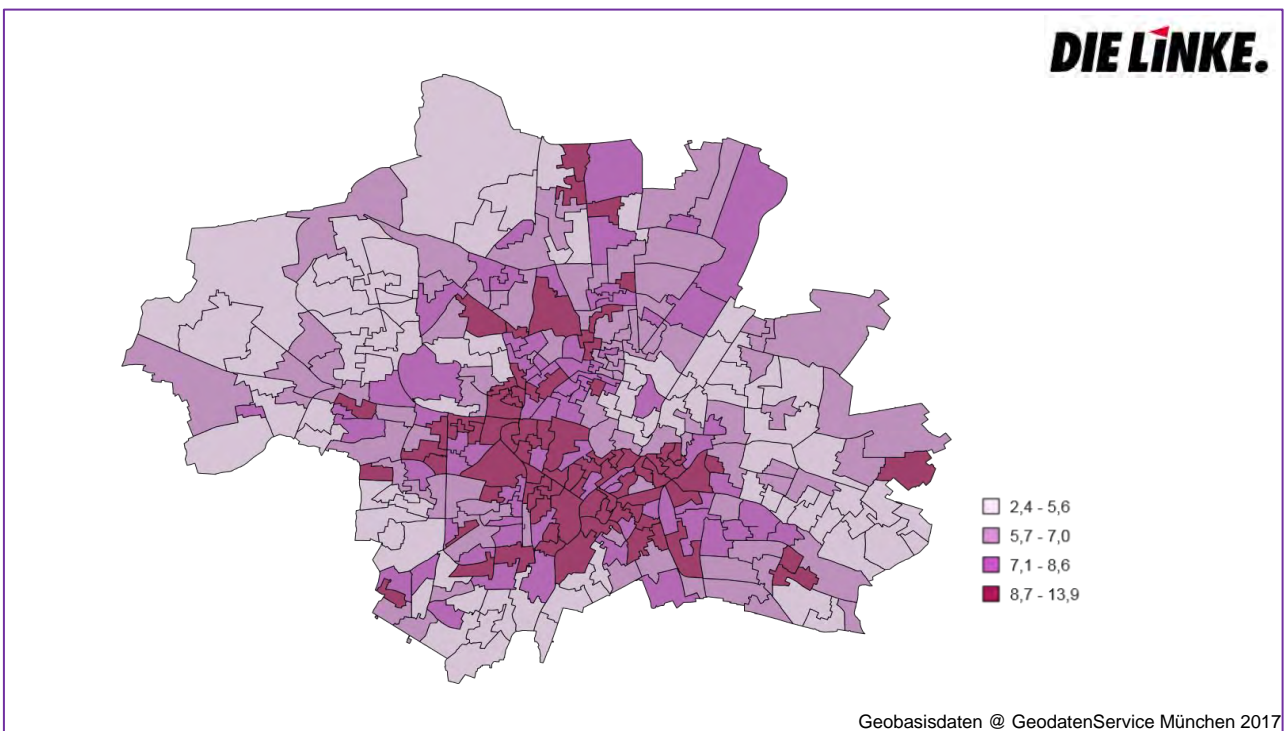 DIE LINKE.
2,4 - 5,6
5,7 - 7,0
7,1 - 8,6
8,7 - 13,9
Geobasisdaten @ GeodatenService München 2017